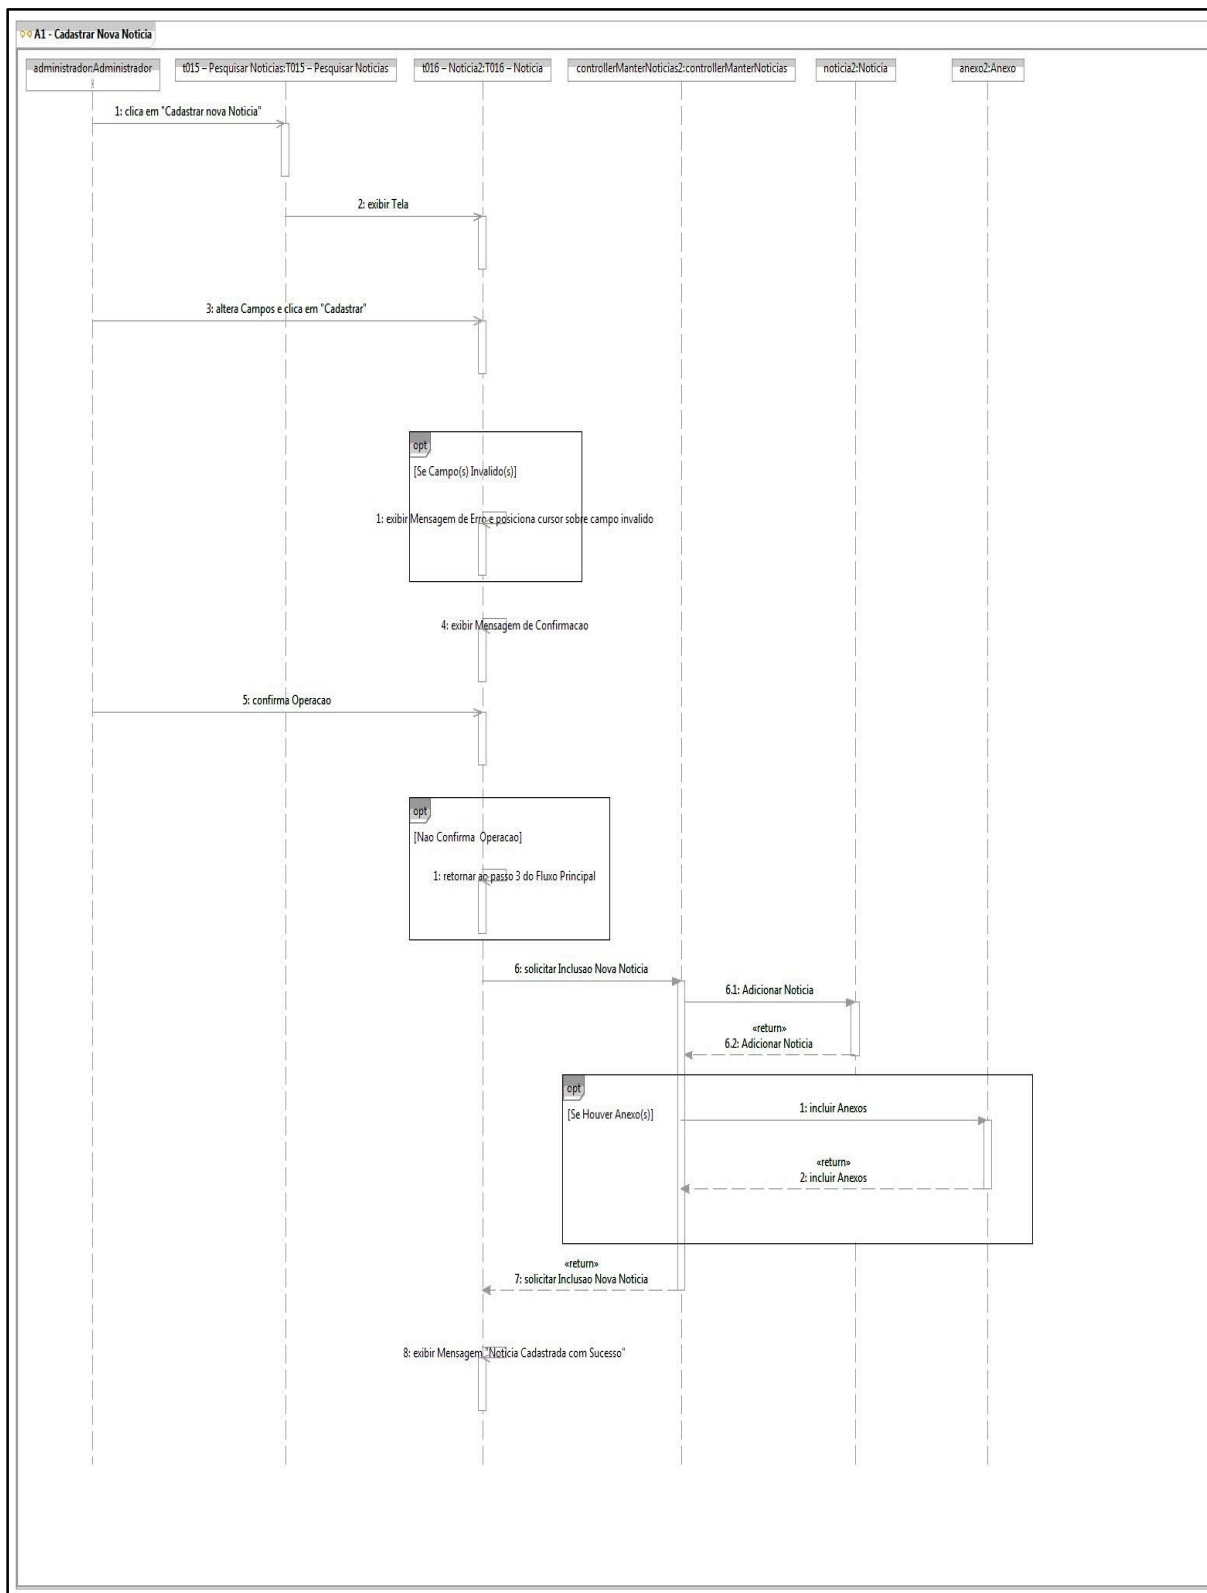 A1 - Cadastrar Nova Noticia
administrador:Administrador
t015 – Pesquisar Noticias:T015 – Pesquisar Noticias
t016 – Noticia2:T016 – Noticia
controllerManterNoticias2:controllerManterNoticias
noticia2:Noticia
anexo2:Anexo
1: clica em "Cadastrar nova Noticia"
2: exibir Tela
3: altera Campos e clica em "Cadastrar"
opt
[Se Campo(s) Invalido(s)]
1: exibir Mensagem de Erro e posiciona cursor sobre campo invalido
4: exibir Mensagem de Confirmacao
5: confirma Operacao
opt
[Nao Confirma  Operacao]
1: retornar ao passo 3 do Fluxo Principal
6: solicitar Inclusao Nova Noticia
6.1: Adicionar Noticia
«return»
6.2: Adicionar Noticia
opt
[Se Houver Anexo(s)]
1: incluir Anexos
«return»
2: incluir Anexos
«return»
7: solicitar Inclusao Nova Noticia
8: exibir Mensagem "Noticia Cadastrada com Sucesso"